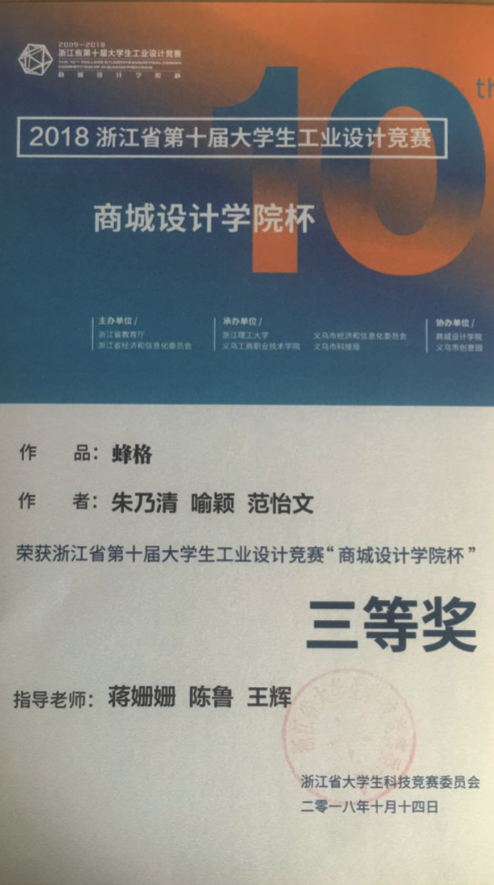 2009-2018
浙江省第十届大学生工业设计竞赛
商城设计学院杯
10th
2018 浙江省第十届大学生工业设计竞赛
商城设计学院杯
主办单位 /
浙江省教育厅
浙江省经济和信息化委员会
承办单位 /
浙江理工大学 义乌市经济和信息化委员会
义乌工商职业技术学院 义乌市科技局
协办单位 /
商城设计学院
义乌市创意园
作 品：蜂格
作 者：朱乃清 喻颖 范怡文
荣获浙江省第十届大学生工业设计竞赛“商城设计学院杯”
三等奖
指导老师：蒋姗姗 陈鲁 王辉
浙江省大学生科技竞赛委员会
二零一八年十月十四日